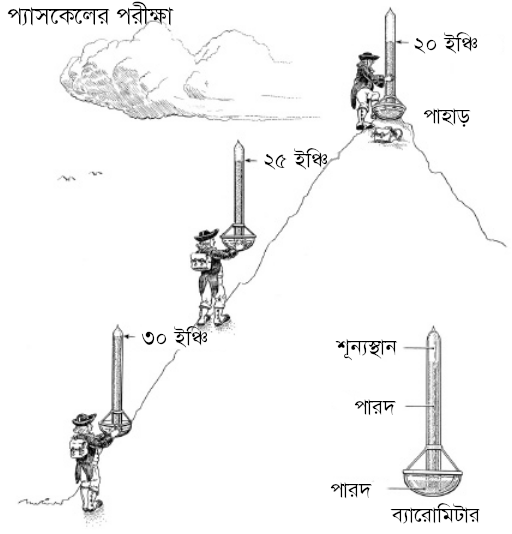 প্যাসকেলের পরীক্ষা
২০ ইঞ্চি
পাহাড়
২৫ ইঞ্চি
৩০ ইঞ্চি
শূন্যস্থান
পারদ
পারদ
ব্যারোমিটার